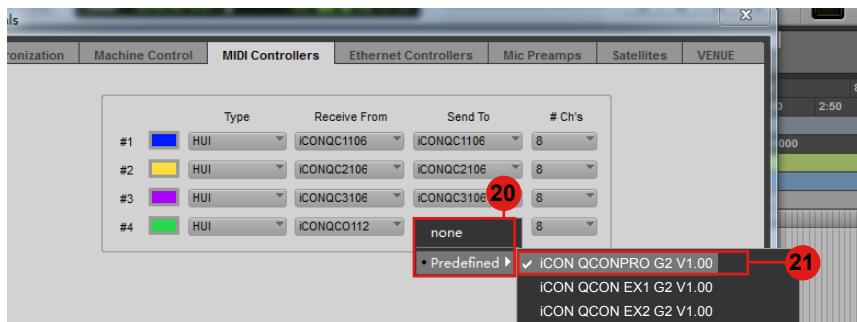 ls
ronization Machine Control MIDI Controllers Ethernet Controllers Mic Preamps Satellites VENUE
Type Receive From Send To # Ch's
#1 HUI iCONQC1106 iCONQC1106 8
#2 HUI iCONQC2106 iCONQC2106 8
#3 HUI iCONQC3106 iCONQC3106 8
#4 HUI iCONQCO112 8
20
none
Predefined
iCON QCONPRO G2 V1.00
21
iCON QCON EX1 G2 V1.00
iCON QCON EX2 G2 V1.00
2:50
000